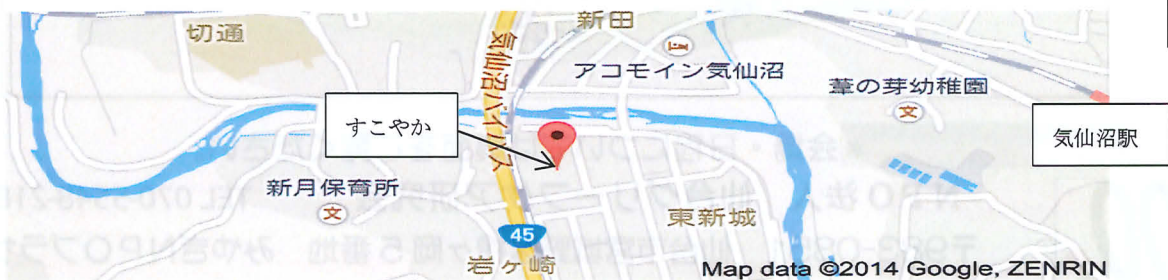 新田
切通
気仙沼バイパス
アコモイン気仙沼
葦の芽幼稚園
文
すこやか
気仙沼駅
新月保育所
文
東新城
45
岩ヶ崎
Map data ©2014 Google, ZENRIN